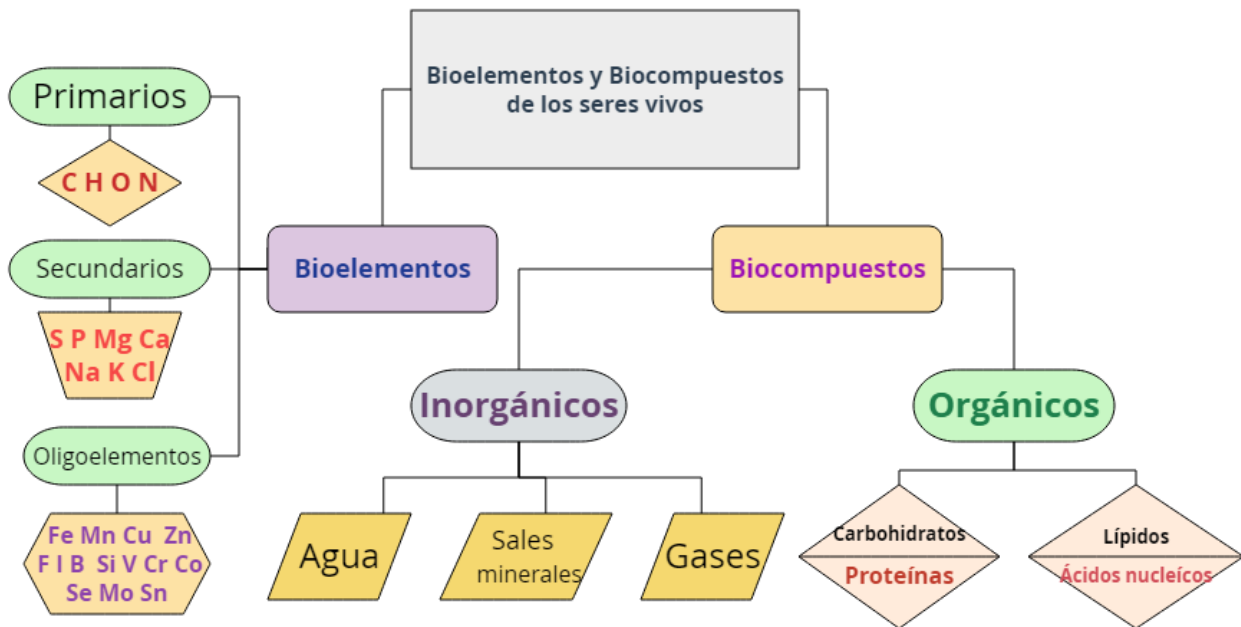 Bioelementos y Biocompuestos
de los seres vivos
Primarios
C H O N
Secundarios
S P Mg Ca
Na K Cl
Oligoelementos
Fe Mn Cu Zn
F I B Si V Cr Co
Se Mo Sn
Bioelementos
Biocompuestos
Inorgánicos
Agua
Sales
minerales
Gases
Orgánicos
Carbohidratos
Proteínas
Lípidos
Ácidos nucleícos